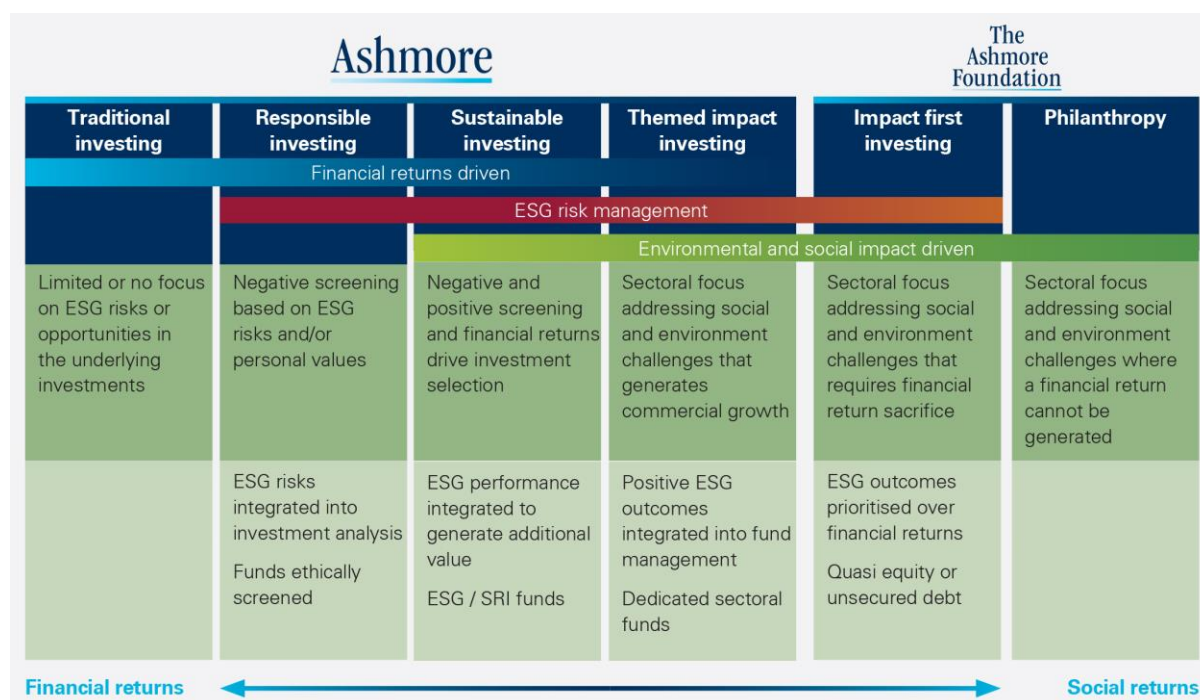 Ashmore
The
Ashmore
Foundation
Traditional
investing
Responsible
investing
Sustainable
investing
Themed impact
investing
Impact first
investing
Philanthropy
Financial returns driven
ESG risk management
Environmental and social impact driven
Limited or no focus
on ESG risks or
opportunities in
the underlying
investments
Negative screening
based on ESG
risks and/or
personal values
Negative and
positive screening
and financial returns
drive investment
selection
Sectoral focus
addressing social
and environment
challenges that
generates
commercial growth
Sectoral focus
addressing social
and environment
challenges that
requires financial
return sacrifice
Sectoral focus
addressing social
and environment
challenges where
a financial return
cannot be
generated
ESG risks
integrated into
investment analysis
Funds ethically
screened
ESG performance
integrated to
generate additional
value
ESG / SRI funds
Positive ESG
outcomes
integrated into fund
management
Dedicated sectoral
funds
ESG outcomes
prioritised over
financial returns
Quasi equity or
unsecured debt
Financial returns
Social returns